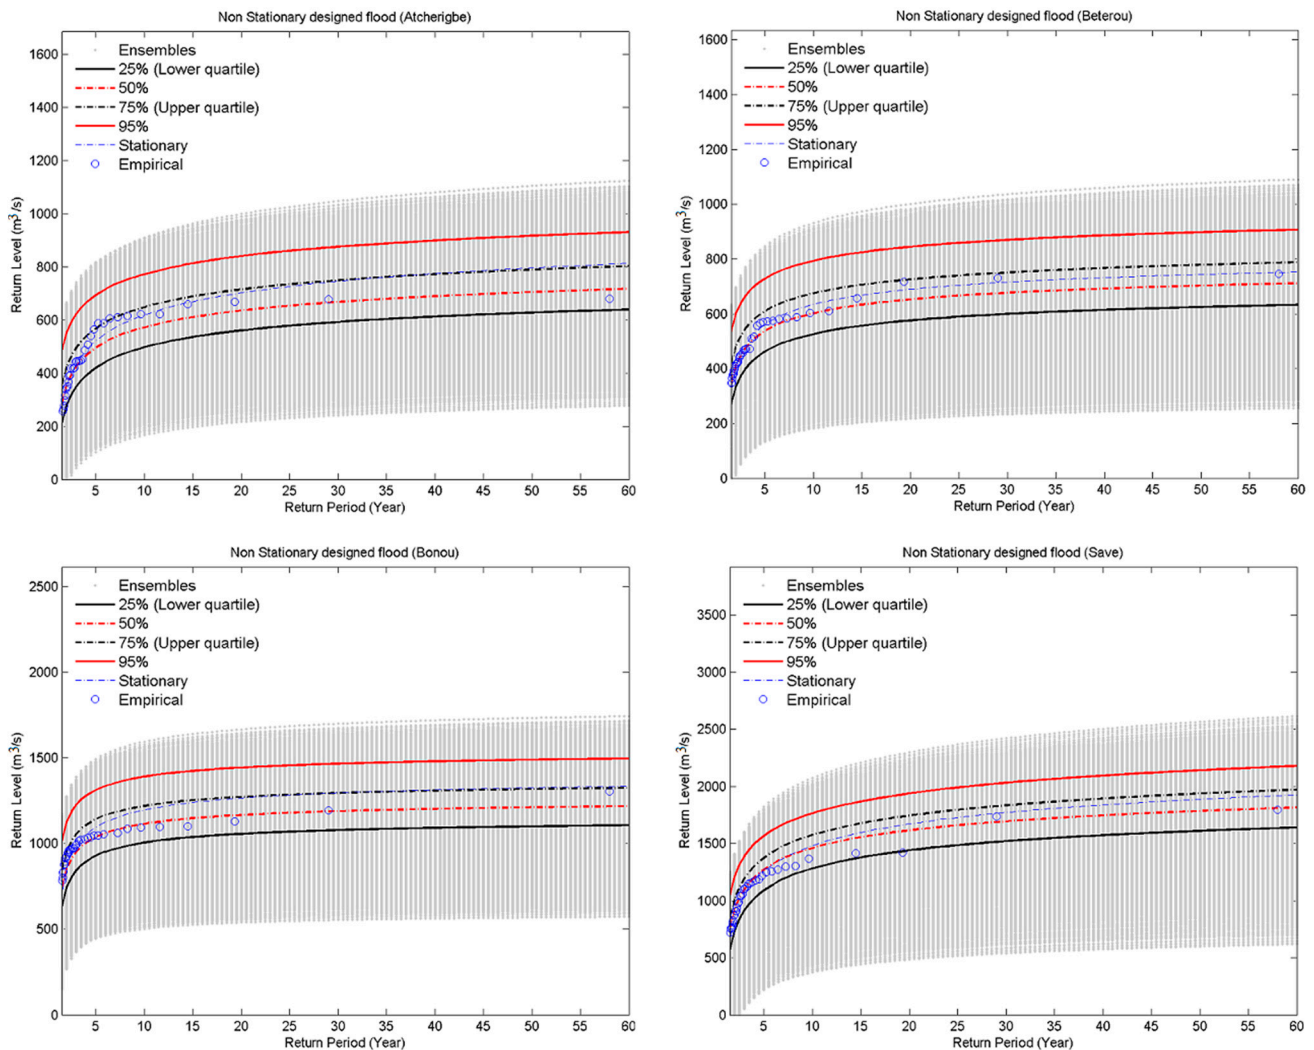 Non Stationary designed flood (Atcherigbe)
1600
1400
1200
1000
800
600
400
200
0
Return Level (m³/s)
Ensembles
25% (Lower quartile)
50%
75% (Upper quartile)
95%
Stationary
Empirical
5 10 15 20 25 30 35 40 45 50 55 60
Return Period (Year)
Non Stationary designed flood (Beterou)
1600
1400
1200
1000
800
600
400
200
0
Return Level (m³/s)
Ensembles
25% (Lower quartile)
50%
75% (Upper quartile)
95%
Stationary
Empirical
5 10 15 20 25 30 35 40 45 50 55 60
Return Period (Year)
Non Stationary designed flood (Bonou)
2500
2000
1500
1000
500
0
Return Level (m³/s)
Ensembles
25% (Lower quartile)
50%
75% (Upper quartile)
95%
Stationary
Empirical
5 10 15 20 25 30 35 40 45 50 55 60
Return Period (Year)
Non Stationary designed flood (Save)
3500
3000
2500
2000
1500
1000
500
0
Return Level (m³/s)
Ensembles
25% (Lower quartile)
50%
75% (Upper quartile)
95%
Stationary
Empirical
5 10 15 20 25 30 35 40 45 50 55 60
Return Period (Year)